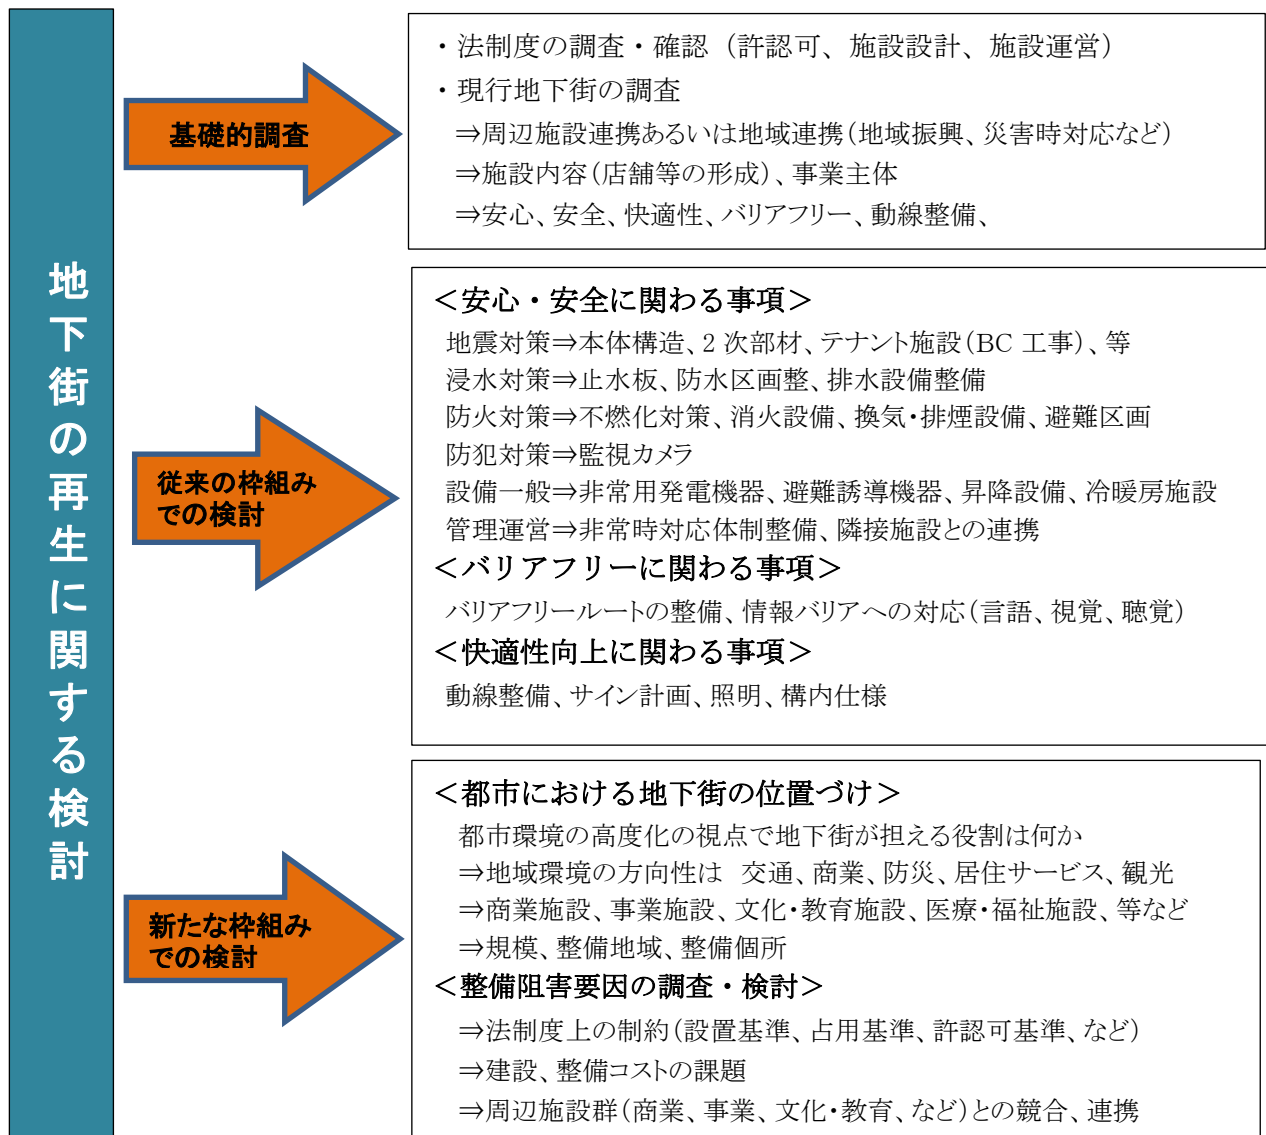 地下街の再生に関する検討
基礎的調査
・法制度の調査・確認（許認可、施設設計、施設運営）
・現行地下街の調査
⇒周辺施設連携あるいは地域連携（地域振興、災害時対応など）
⇒施設内容（店舗等の形成）、事業主体
⇒安心、安全、快適性、バリアフリー、動線整備、
従来の枠組み
での検討
＜安心・安全に関わる事項＞
地震対策⇒本体構造、2 次部材、テナント施設（BC 工事）、等
浸水対策⇒止水板、防水区画整、排水設備整備
防火対策⇒不燃化対策、消火設備、換気・排煙設備、避難区画
防犯対策⇒監視カメラ
設備一般⇒非常用発電機器、避難誘導機器、昇降設備、冷暖房施設
管理運営⇒非常時対応体制整備、隣接施設との連携
＜バリアフリーに関わる事項＞
バリアフリールートの整備、情報バリアへの対応（言語、視覚、聴覚）
＜快適性向上に関わる事項＞
動線整備、サイン計画、照明、構内仕様
新たな枠組み
での検討
＜都市における地下街の位置づけ＞
都市環境の高度化の視点で地下街が担える役割は何か
⇒地域環境の方向性は 交通、商業、防災、居住サービス、観光
⇒商業施設、事業施設、文化・教育施設、医療・福祉施設、等など
⇒規模、整備地域、整備個所
＜整備阻害要因の調査・検討＞
⇒法制度上の制約（設置基準、占用基準、許認可基準、など）
⇒建設、整備コストの課題
⇒周辺施設群（商業、事業、文化・教育、など）との競合、連携